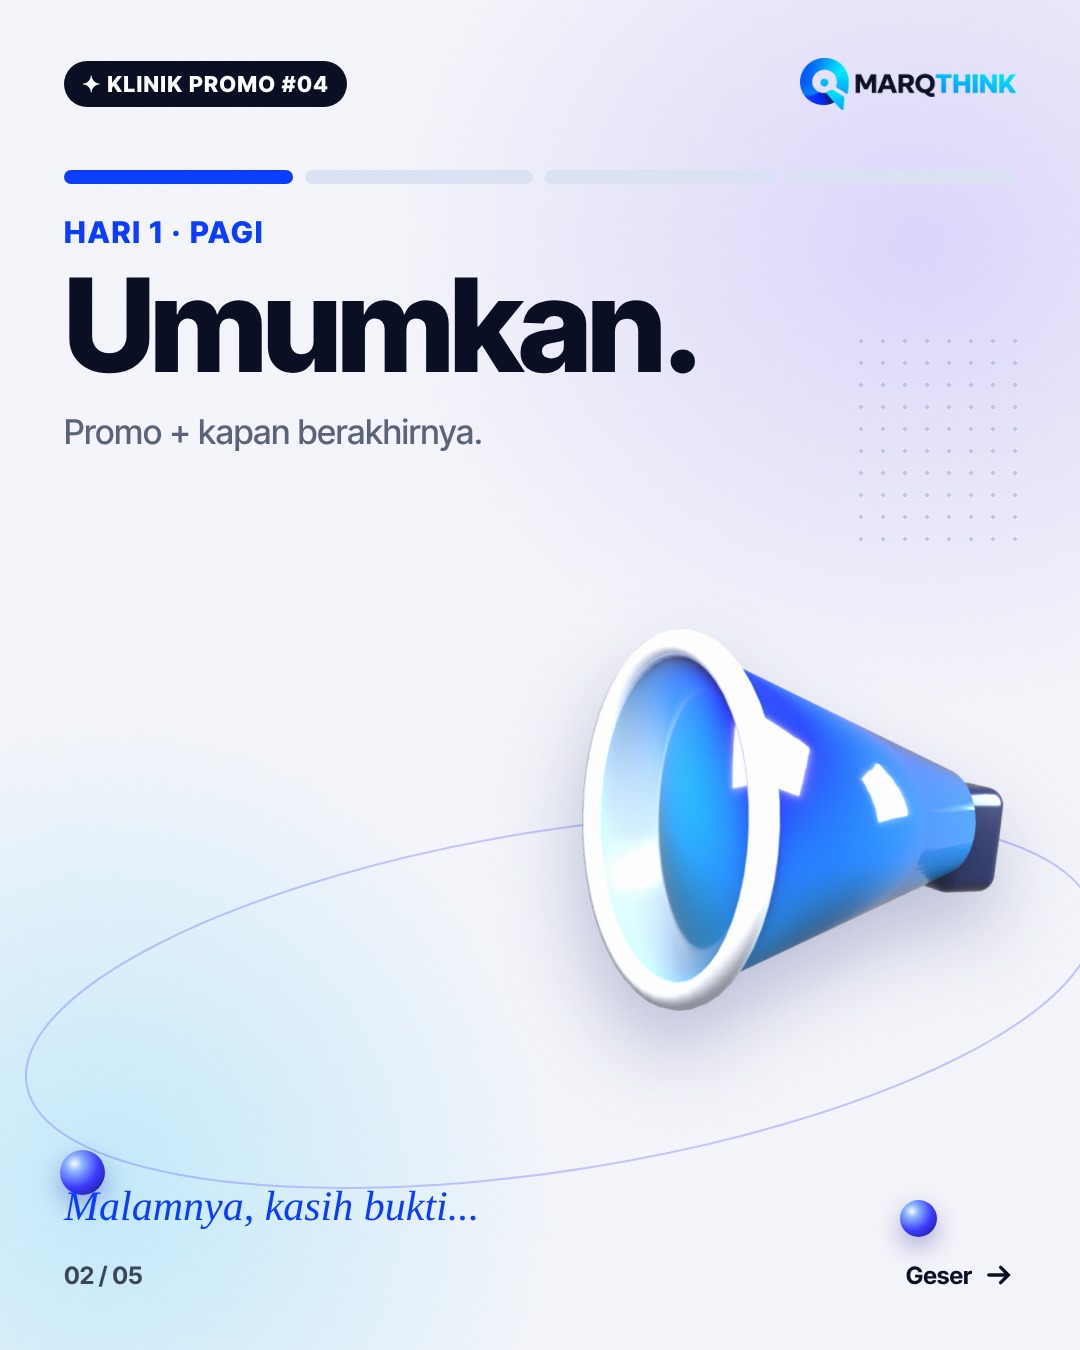 ✦ KLINIK PROMO #04
MARQTHINK
HARI 1 · PAGI
Umumkan.
Promo + kapan berakhirnya.
Malamnya, kasih bukti...
02 / 05
Geser →